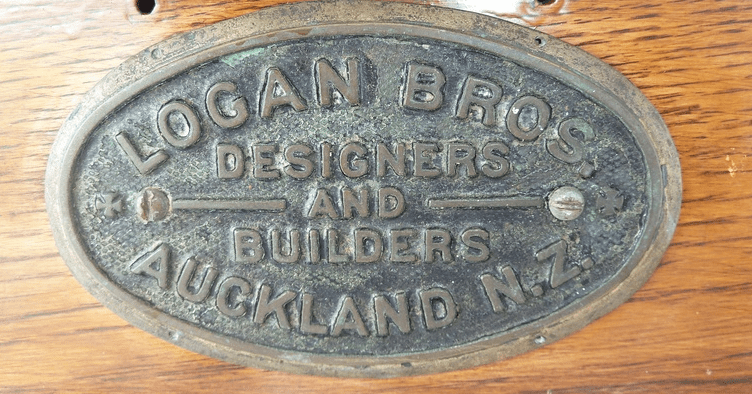 LOGAN BROS.
DESIGNERS
AND
BUILDERS
AUCKLAND N.Z.